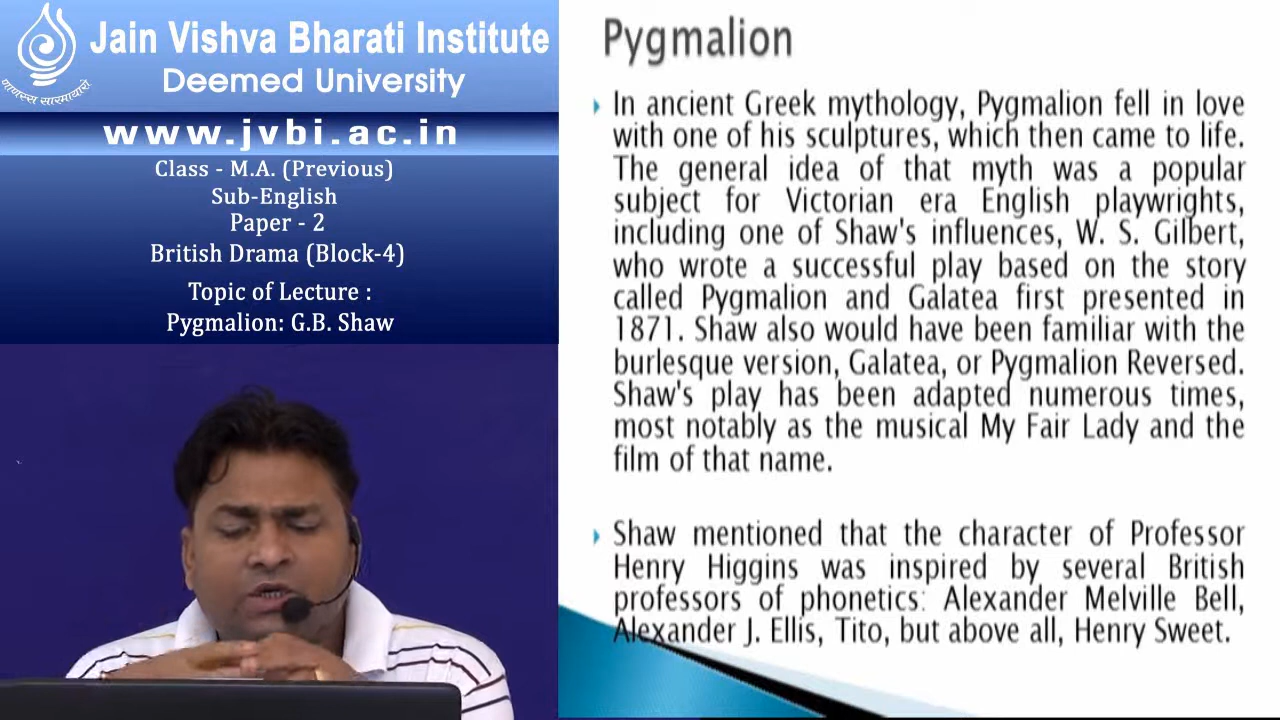 Jain Vishva Bharati Institute
Deemed University
www.jvbi.ac.in
Class - M.A. (Previous)
Sub-English
Paper - 2
British Drama (Block-4)
Topic of Lecture :
Pygmalion: G.B. Shaw
Pygmalion
In ancient Greek mythology, Pygmalion fell in love
with one of his sculptures, which then came to life.
The general idea of that myth was a popular
subject for Victorian era English playwrights,
including one of Shaw's influences, W. S. Gilbert,
who wrote a successful play based on the story
called Pygmalion and Galatea first presented in
1871. Shaw also would have been familiar with the
burlesque version, Galatea, or Pygmalion Reversed.
Shaw's play has been adapted numerous times,
most notably as the musical My Fair Lady and the
film of that name.
Shaw mentioned that the character of Professor
Henry Higgins was inspired by several British
professors of phonetics: Alexander Melville Bell,
Alexander J. Ellis, Tito, but above all, Henry Sweet.